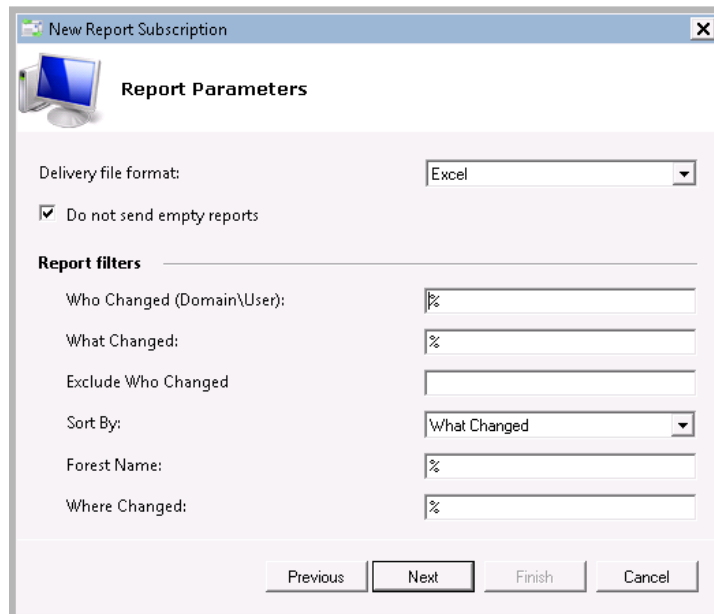 New Report Subscription
Report Parameters
Delivery file format: Excel
Do not send empty reports
Report filters
Who Changed (Domain\User): %
What Changed: %
Exclude Who Changed
Sort By: What Changed
Forest Name: %
Where Changed: %
Previous Next Finish Cancel